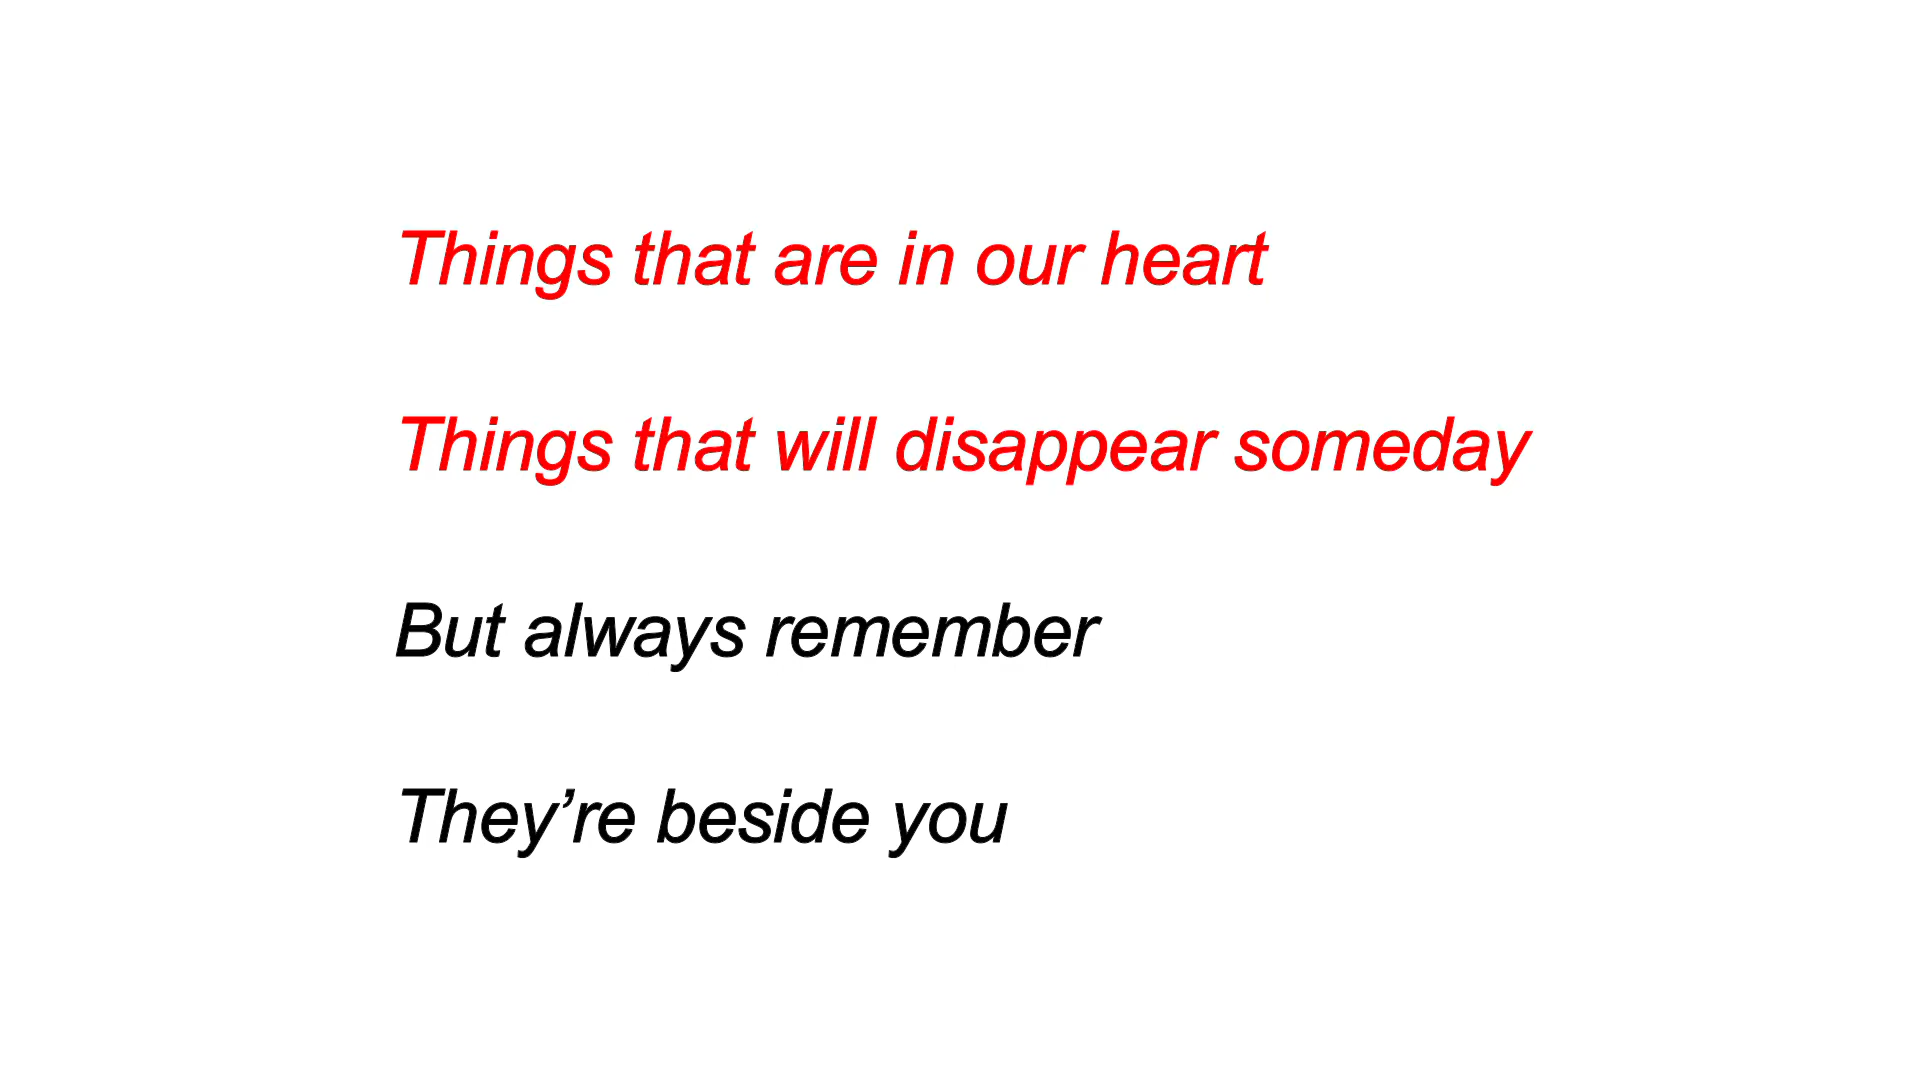 Things that are in our heart
Things that will disappear someday
But always remember
They’re beside you